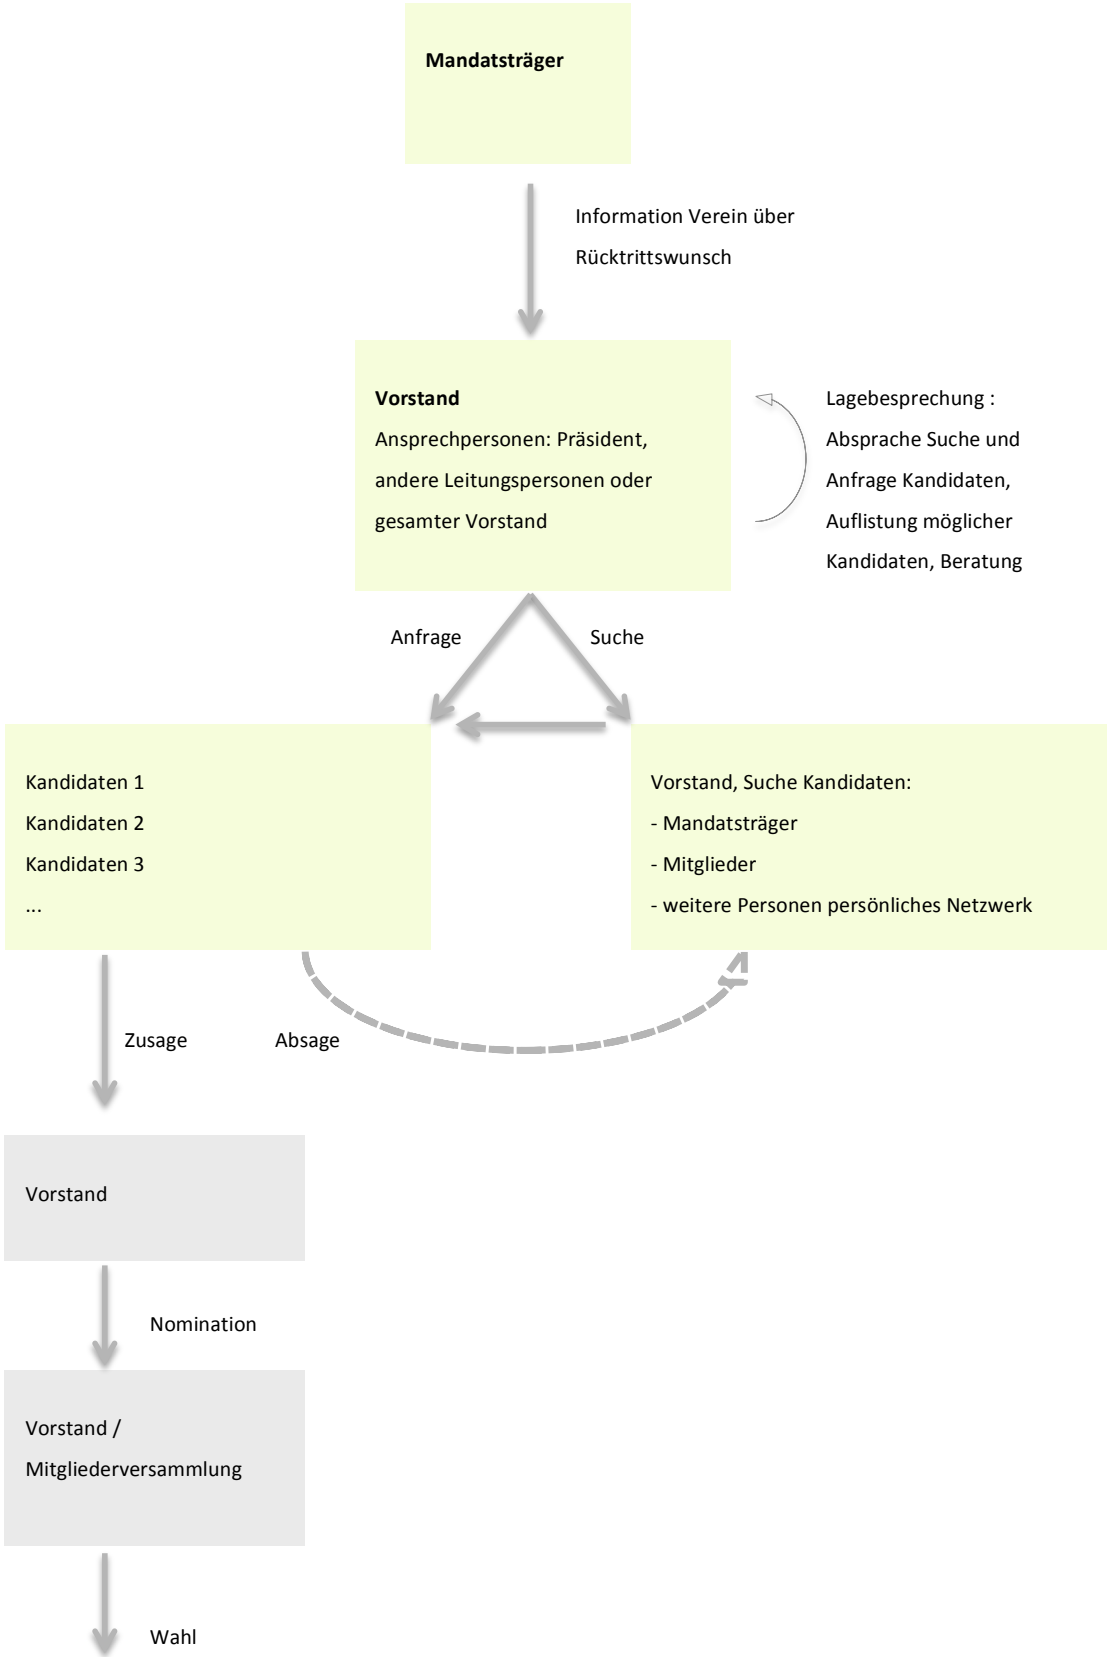 Mandatsträger
Information Verein über
Rücktrittswunsch
Vorstand
Ansprechpersonen: Präsident,
andere Leitungspersonen oder
gesamter Vorstand
Lagebesprechung :
Absprache Suche und
Anfrage Kandidaten,
Auflistung möglicher
Kandidaten, Beratung
Anfrage
Suche
Kandidaten 1
Kandidaten 2
Kandidaten 3
...
Vorstand, Suche Kandidaten:
- Mandatsträger
- Mitglieder
- weitere Personen persönliches Netzwerk
Zusage
Absage
Vorstand
Nomination
Vorstand /
Mitgliederversammlung
Wahl